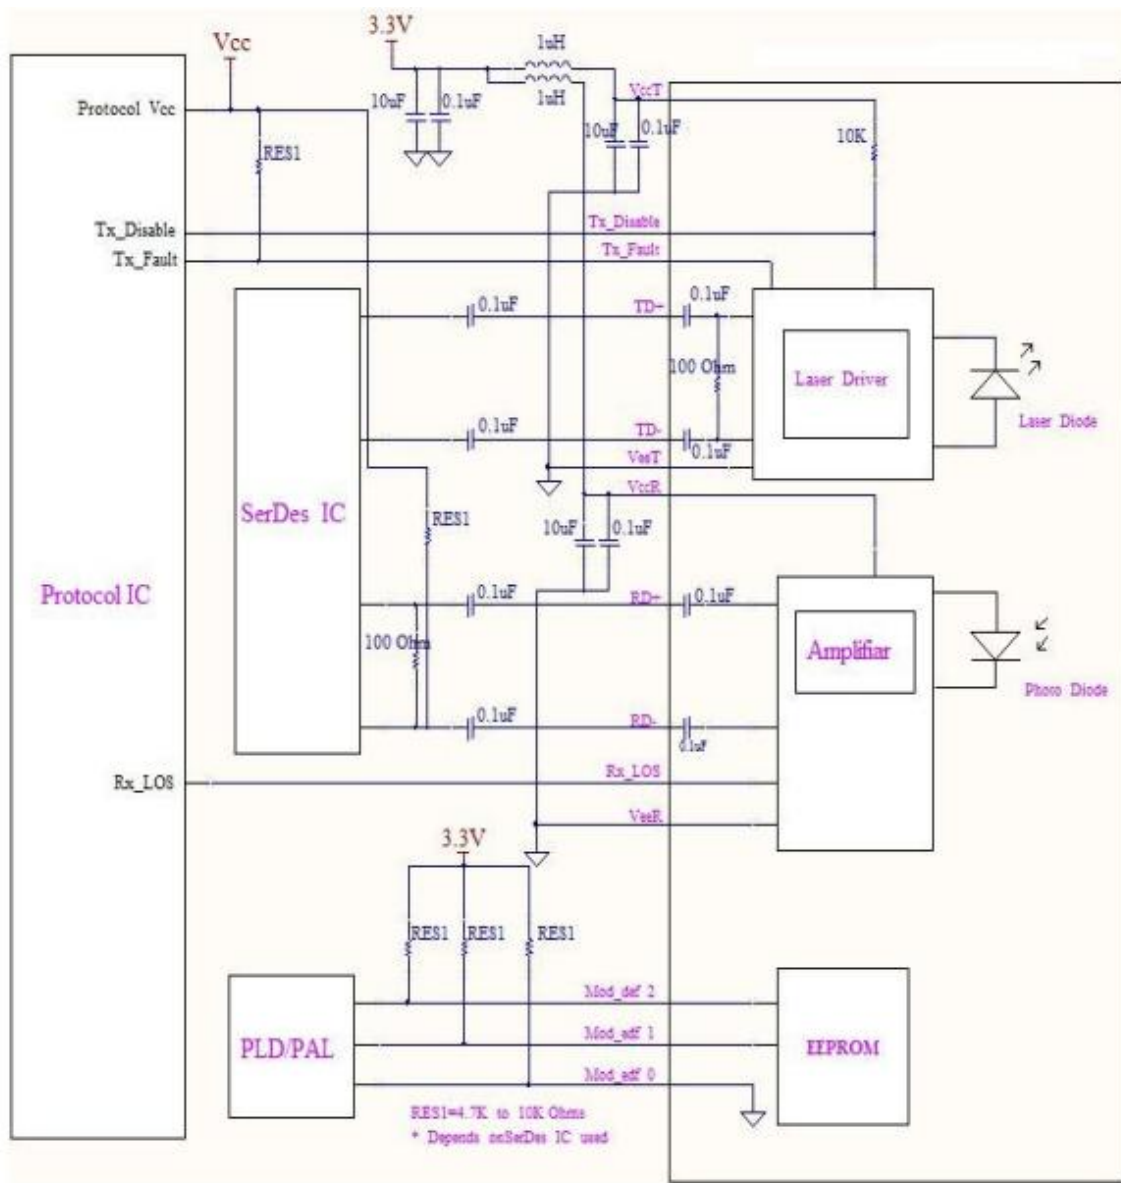 3.3V
Vcc
1uH
1uH
Protocol Vcc
10uF
0.1uF
VccT
10uF
0.1uF
10K
RES1
Tx_Disable
Tx_Disable
Tx_Fault
Tx_Fault
0.1uF
TD+
0.1uF
100 Ohm
Laser Driver
Laser Diode
0.1uF
TD-
0.1uF
VeeT
VccR
SerDes IC
RES1
10uF
0.1uF
Protocol IC
0.1uF
RD+
0.1uF
100 Ohm
Amplifiar
Photo Diode
0.1uF
RD-
0.1uF
Rx_LOS
Rx_LOS
VeeR
3.3V
RES1
RES1
RES1
Mod_def 2
PLD/PAL
Mod_edf 1
EEPROM
Mod_edf 0
RES1=4.7K to 10K Ohms
* Depends onSerDes IC used